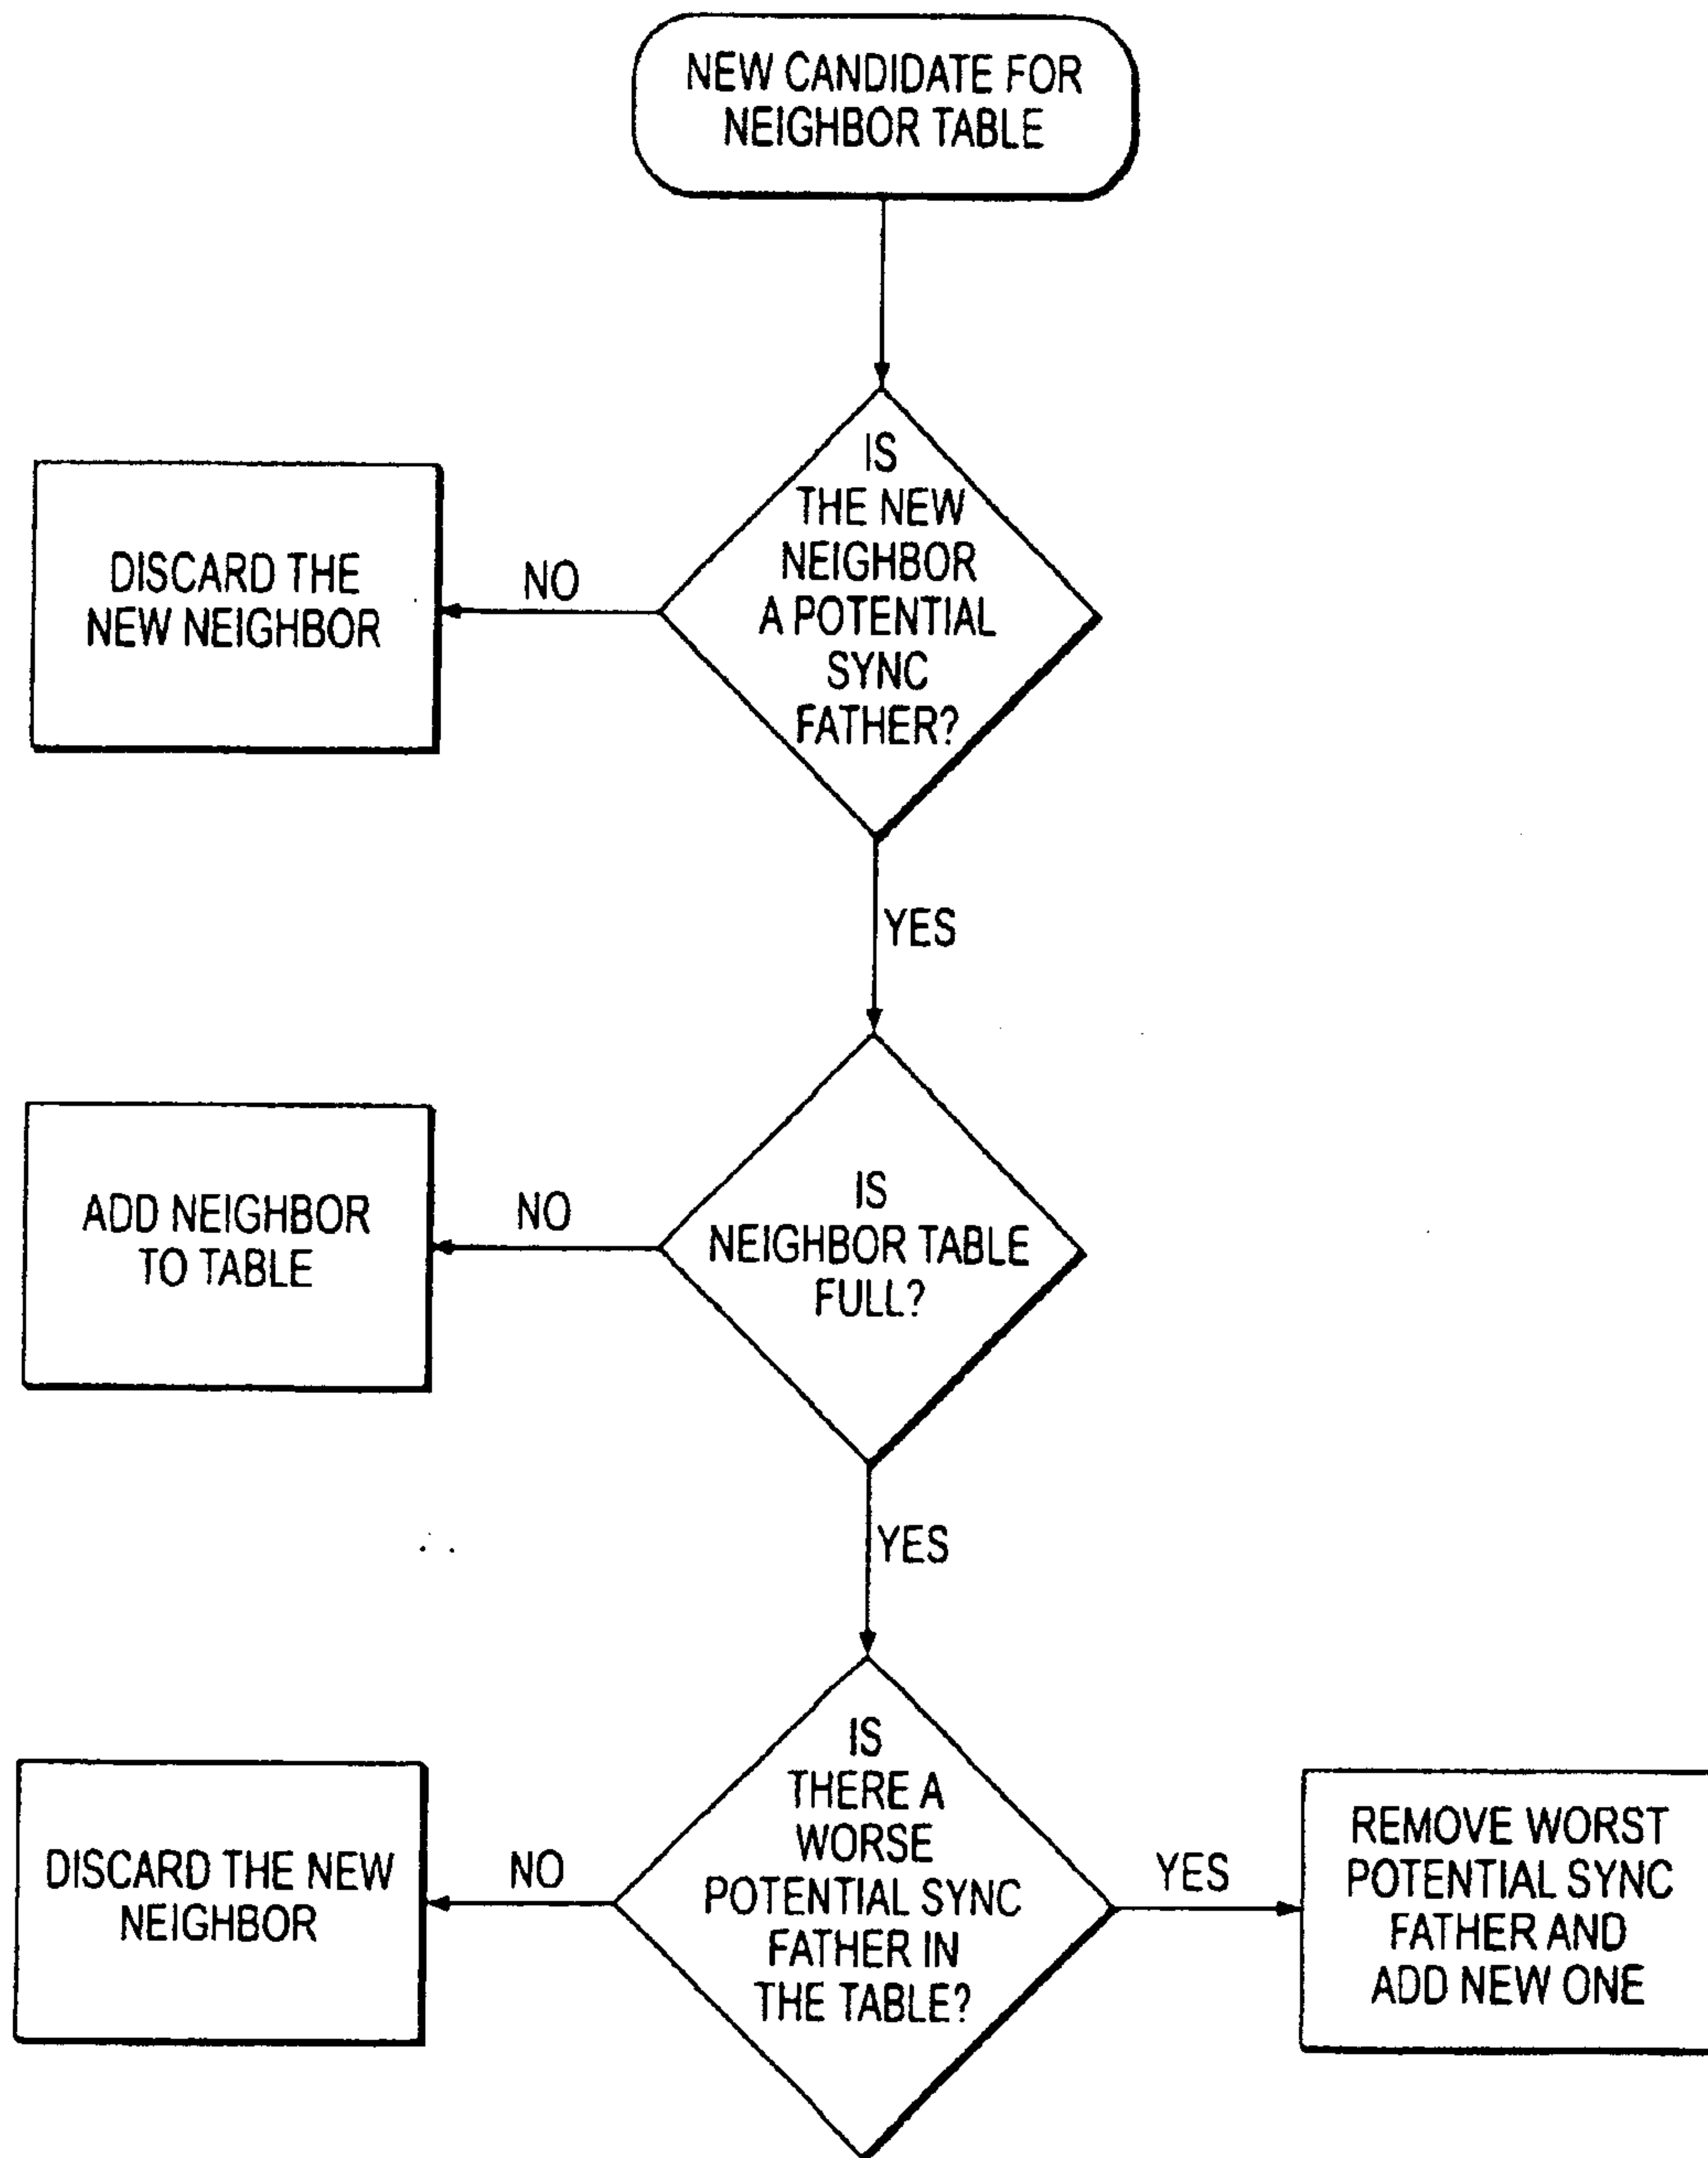 NEW CANDIDATE FOR
NEIGHBOR TABLE
IS
THE NEW
NEIGHBOR
A POTENTIAL
SYNC
FATHER?
NO
DISCARD THE
NEW NEIGHBOR
YES
IS
NEIGHBOR TABLE
FULL?
NO
ADD NEIGHBOR
TO TABLE
YES
IS
THERE A
WORSE
POTENTIAL SYNC
FATHER IN
THE TABLE?
NO
DISCARD THE NEW
NEIGHBOR
YES
REMOVE WORST
POTENTIAL SYNC
FATHER AND
ADD NEW ONE